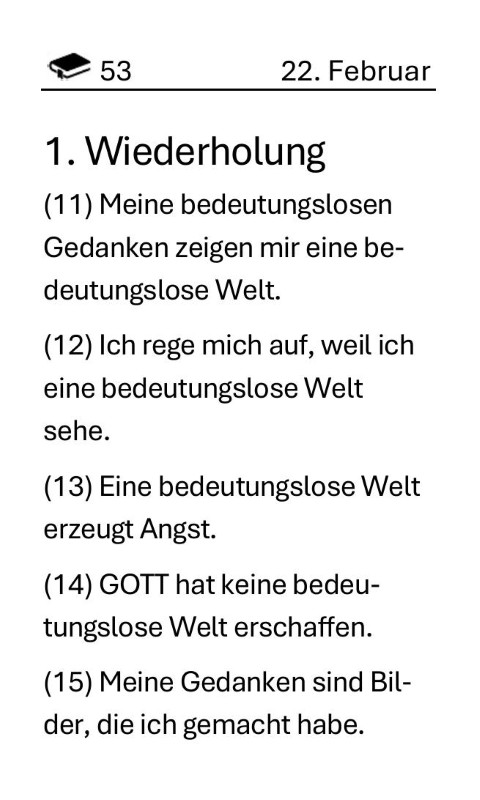 53 22. Februar
1. Wiederholung
(11) Meine bedeutungslosen
Gedanken zeigen mir eine be-
deutungslose Welt.
(12) Ich rege mich auf, weil ich
eine bedeutungslose Welt
sehe.
(13) Eine bedeutungslose Welt
erzeugt Angst.
(14) GOTT hat keine bedeu-
tungslose Welt erschaffen.
(15) Meine Gedanken sind Bil-
der, die ich gemacht habe.